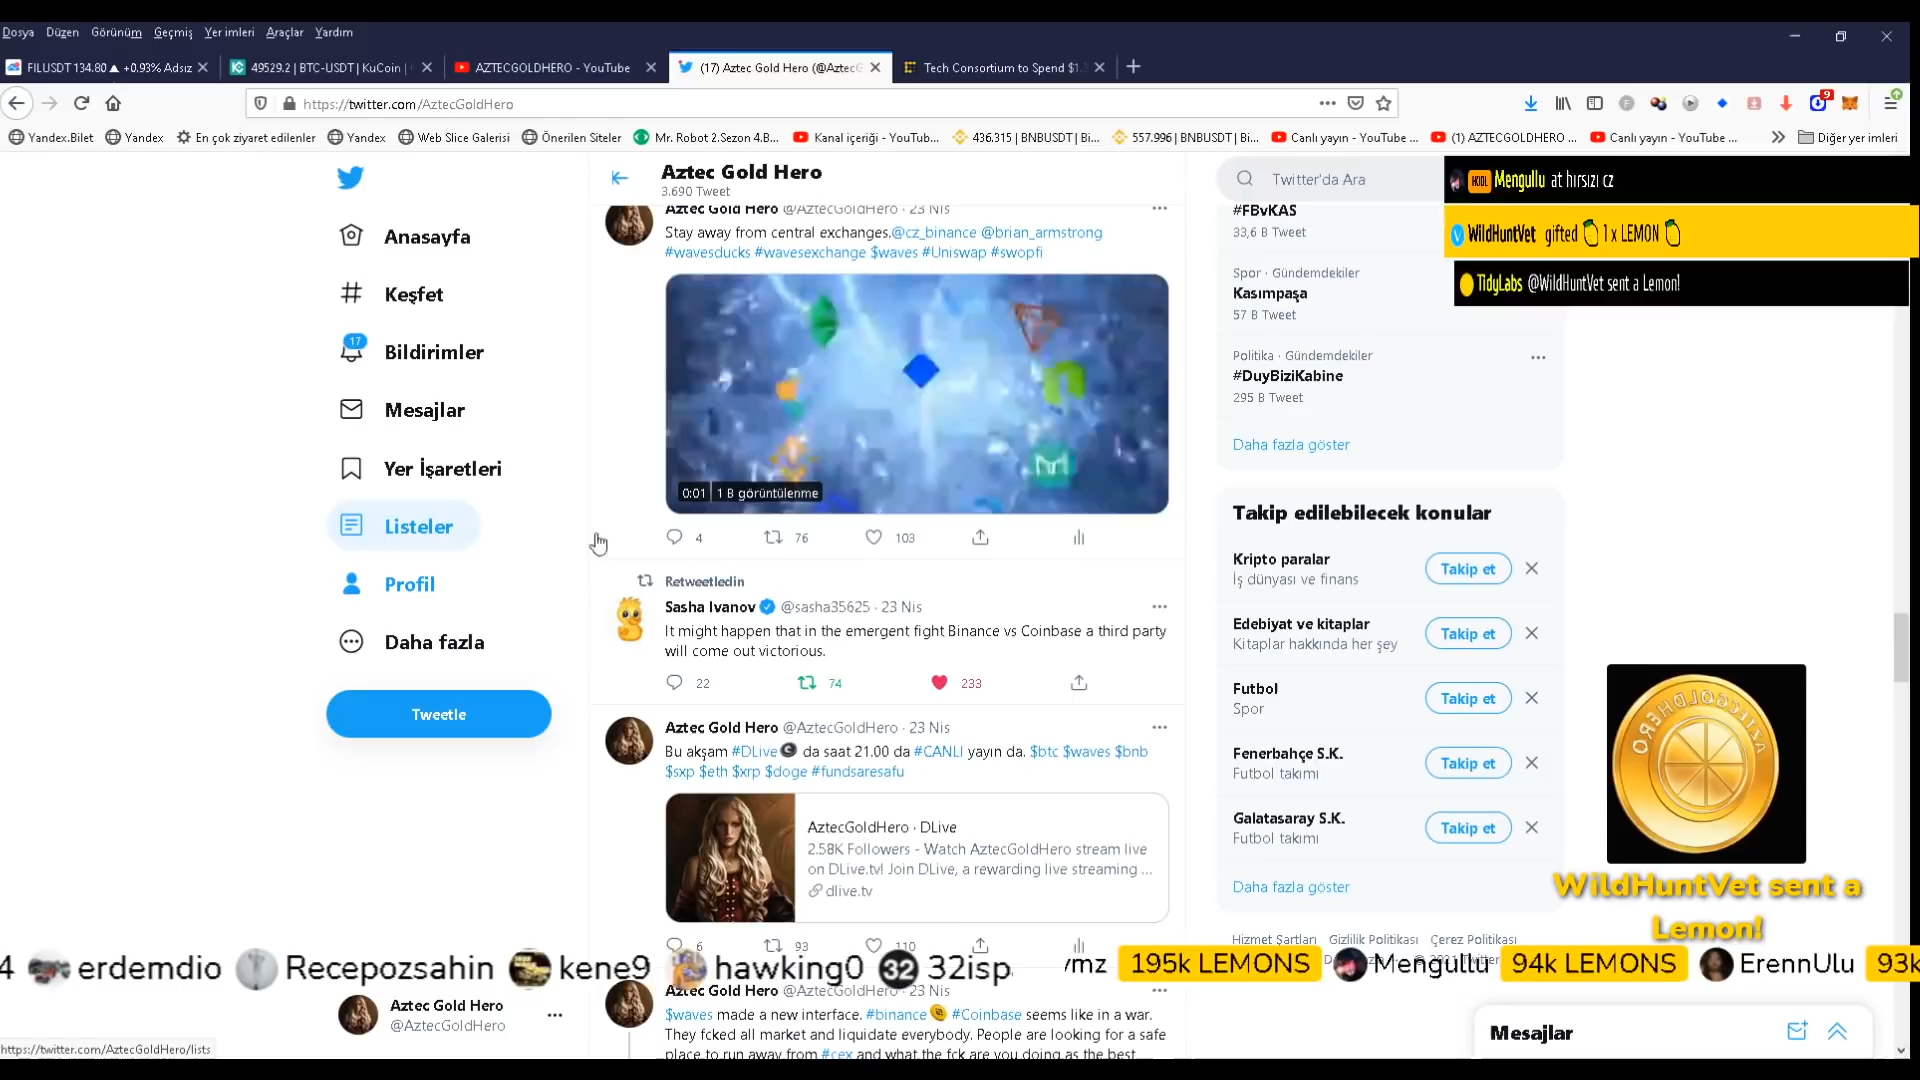 Dosya Düzen Görünüm Geçmiş Yer imleri Araçlar Yardım
FILUSDT 134.80 ▲ +0.93% Adsız
49529.2 | BTC-USDT | KuCoin |
AZTECGOLDHERO - YouTube
(17) Aztec Gold Hero (@AztecG
Tech Consortium to Spend $1.
https://twitter.com/AztecGoldHero
9
Yandex.Bilet Yandex En çok ziyaret edilenler Yandex Web Slice Galerisi Önerilen Siteler Mr. Robot 2.Sezon 4.B... Kanal içeriği - YouTub... 436.315 | BNBUSDT | Bi... 557.996 | BNBUSDT | Bi... Canlı yayın - YouTube ... (1) AZTECGOLDHERO ... Canlı yayın - YouTube ... Diğer yer imleri
Anasayfa
Keşfet
17
Bildirimler
Mesajlar
Yer İşaretleri
Listeler
Profil
Daha fazla
Tweetle
Aztec Gold Hero
@AztecGoldHero
https://twitter.com/AztecGoldHero/lists
Aztec Gold Hero
3.690 Tweet
Aztec Gold Hero @AztecGoldHero · 23 Nis
Stay away from central exchanges.@cz_binance @brian_armstrong
#wavesducks #wavesexchange $waves #Uniswap #swopfi
0:01 1 B görüntülenme
4 76 103
Retweetledin
Sasha Ivanov @sasha35625 · 23 Nis
It might happen that in the emergent fight Binance vs Coinbase a third party
will come out victorious.
22 74 233
Aztec Gold Hero @AztecGoldHero · 23 Nis
Bu akşam #DLive da saat 21.00 da #CANLI yayın da. $btc $waves $bnb
$sxp $eth $xrp $doge #fundsaresafu
AztecGoldHero · DLive
2.58K Followers - Watch AztecGoldHero stream live
on DLive.tv! Join DLive, a rewarding live streaming ...
dlive.tv
6 93 110
Aztec Gold Hero @AztecGoldHero · 23 Nis
$waves made a new interface. #binance #Coinbase seems like in a war.
They fcked all market and liquidate everybody. People are looking for a safe
place to run away from #cex and what the fck are you doing as the best
Twitter'da Ara
#FBvKAS
33,6 B Tweet
Spor · Gündemdekiler
Kasımpaşa
57 B Tweet
Politika · Gündemdekiler
#DuyBiziKabine
295 B Tweet
Daha fazla göster
Takip edilebilecek konular
Kripto paralar
İş dünyası ve finans
Takip et
Edebiyat ve kitaplar
Kitaplar hakkında her şey
Takip et
Futbol
Spor
Takip et
Fenerbahçe S.K.
Futbol takımı
Takip et
Galatasaray S.K.
Futbol takımı
Takip et
Daha fazla göster
Hizmet Şartları Gizlilik Politikası Çerez Politikası
Mesajlar
HODL Mengullu at hırsızı cz
WildHuntVet gifted 1 x LEMON
TidyLabs @WildHuntVet sent a Lemon!
AZTECGOLDHERO
WildHuntVet sent a
Lemon!
4 erdemdio Recepozsahin kene9 hawking0 32 32isp
ymz 195k LEMONS Mengullu 94k LEMONS ErennUlu 93k